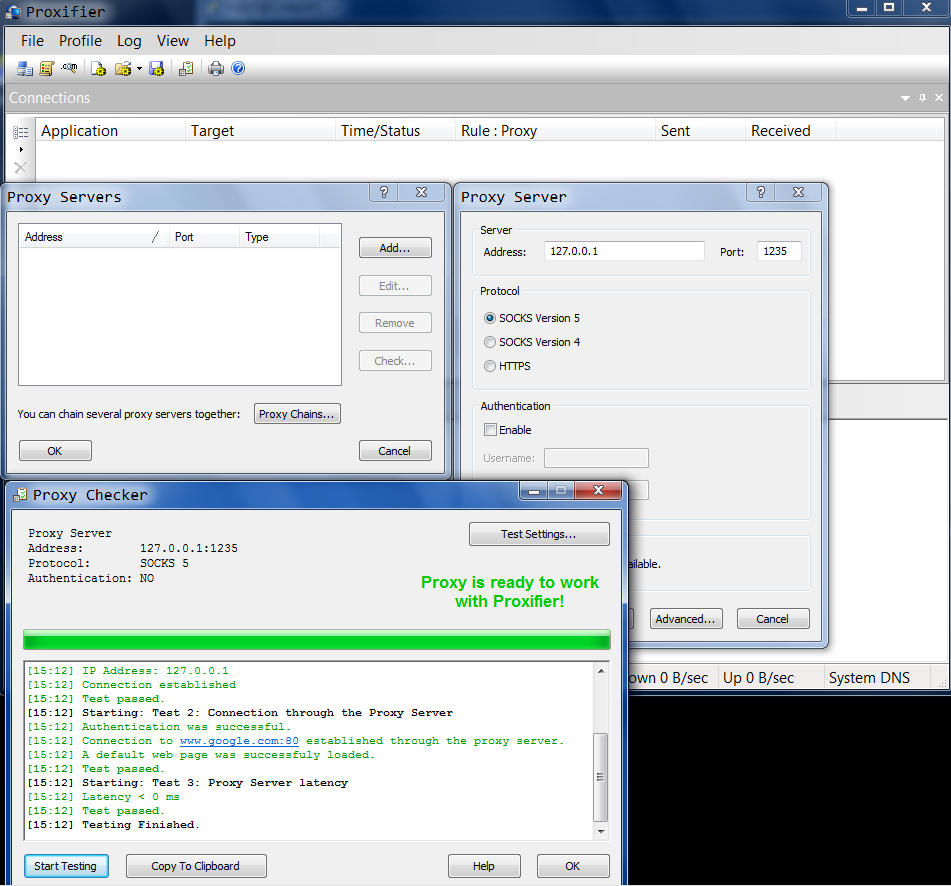 Proxifier
File Profile Log View Help
Connections
Application Target Time/Status Rule : Proxy Sent Received
Proxy Servers
Address Port Type
Add...
Edit...
Remove
Check...
You can chain several proxy servers together: Proxy Chains...
OK Cancel
Proxy Server
Server
Address: 127.0.0.1 Port: 1235
Protocol
SOCKS Version 5
SOCKS Version 4
HTTPS
Authentication
Enable
Username:
Advanced... Cancel
Proxy Checker
Proxy Server
Address: 127.0.0.1:1235
Protocol: SOCKS 5
Authentication: NO
Test Settings...
Proxy is ready to work
with Proxifier!
[15:12] IP Address: 127.0.0.1
[15:12] Connection established
[15:12] Test passed.
[15:12] Starting: Test 2: Connection through the Proxy Server
[15:12] Authentication was successful.
[15:12] Connection to www.google.com:80 established through the proxy server.
[15:12] A default web page was successfuly loaded.
[15:12] Test passed.
[15:12] Starting: Test 3: Proxy Server latency
[15:12] Latency < 0 ms
[15:12] Test passed.
[15:12] Testing Finished.
Start Testing Copy To Clipboard Help OK
0 B/sec Up 0 B/sec System DNS